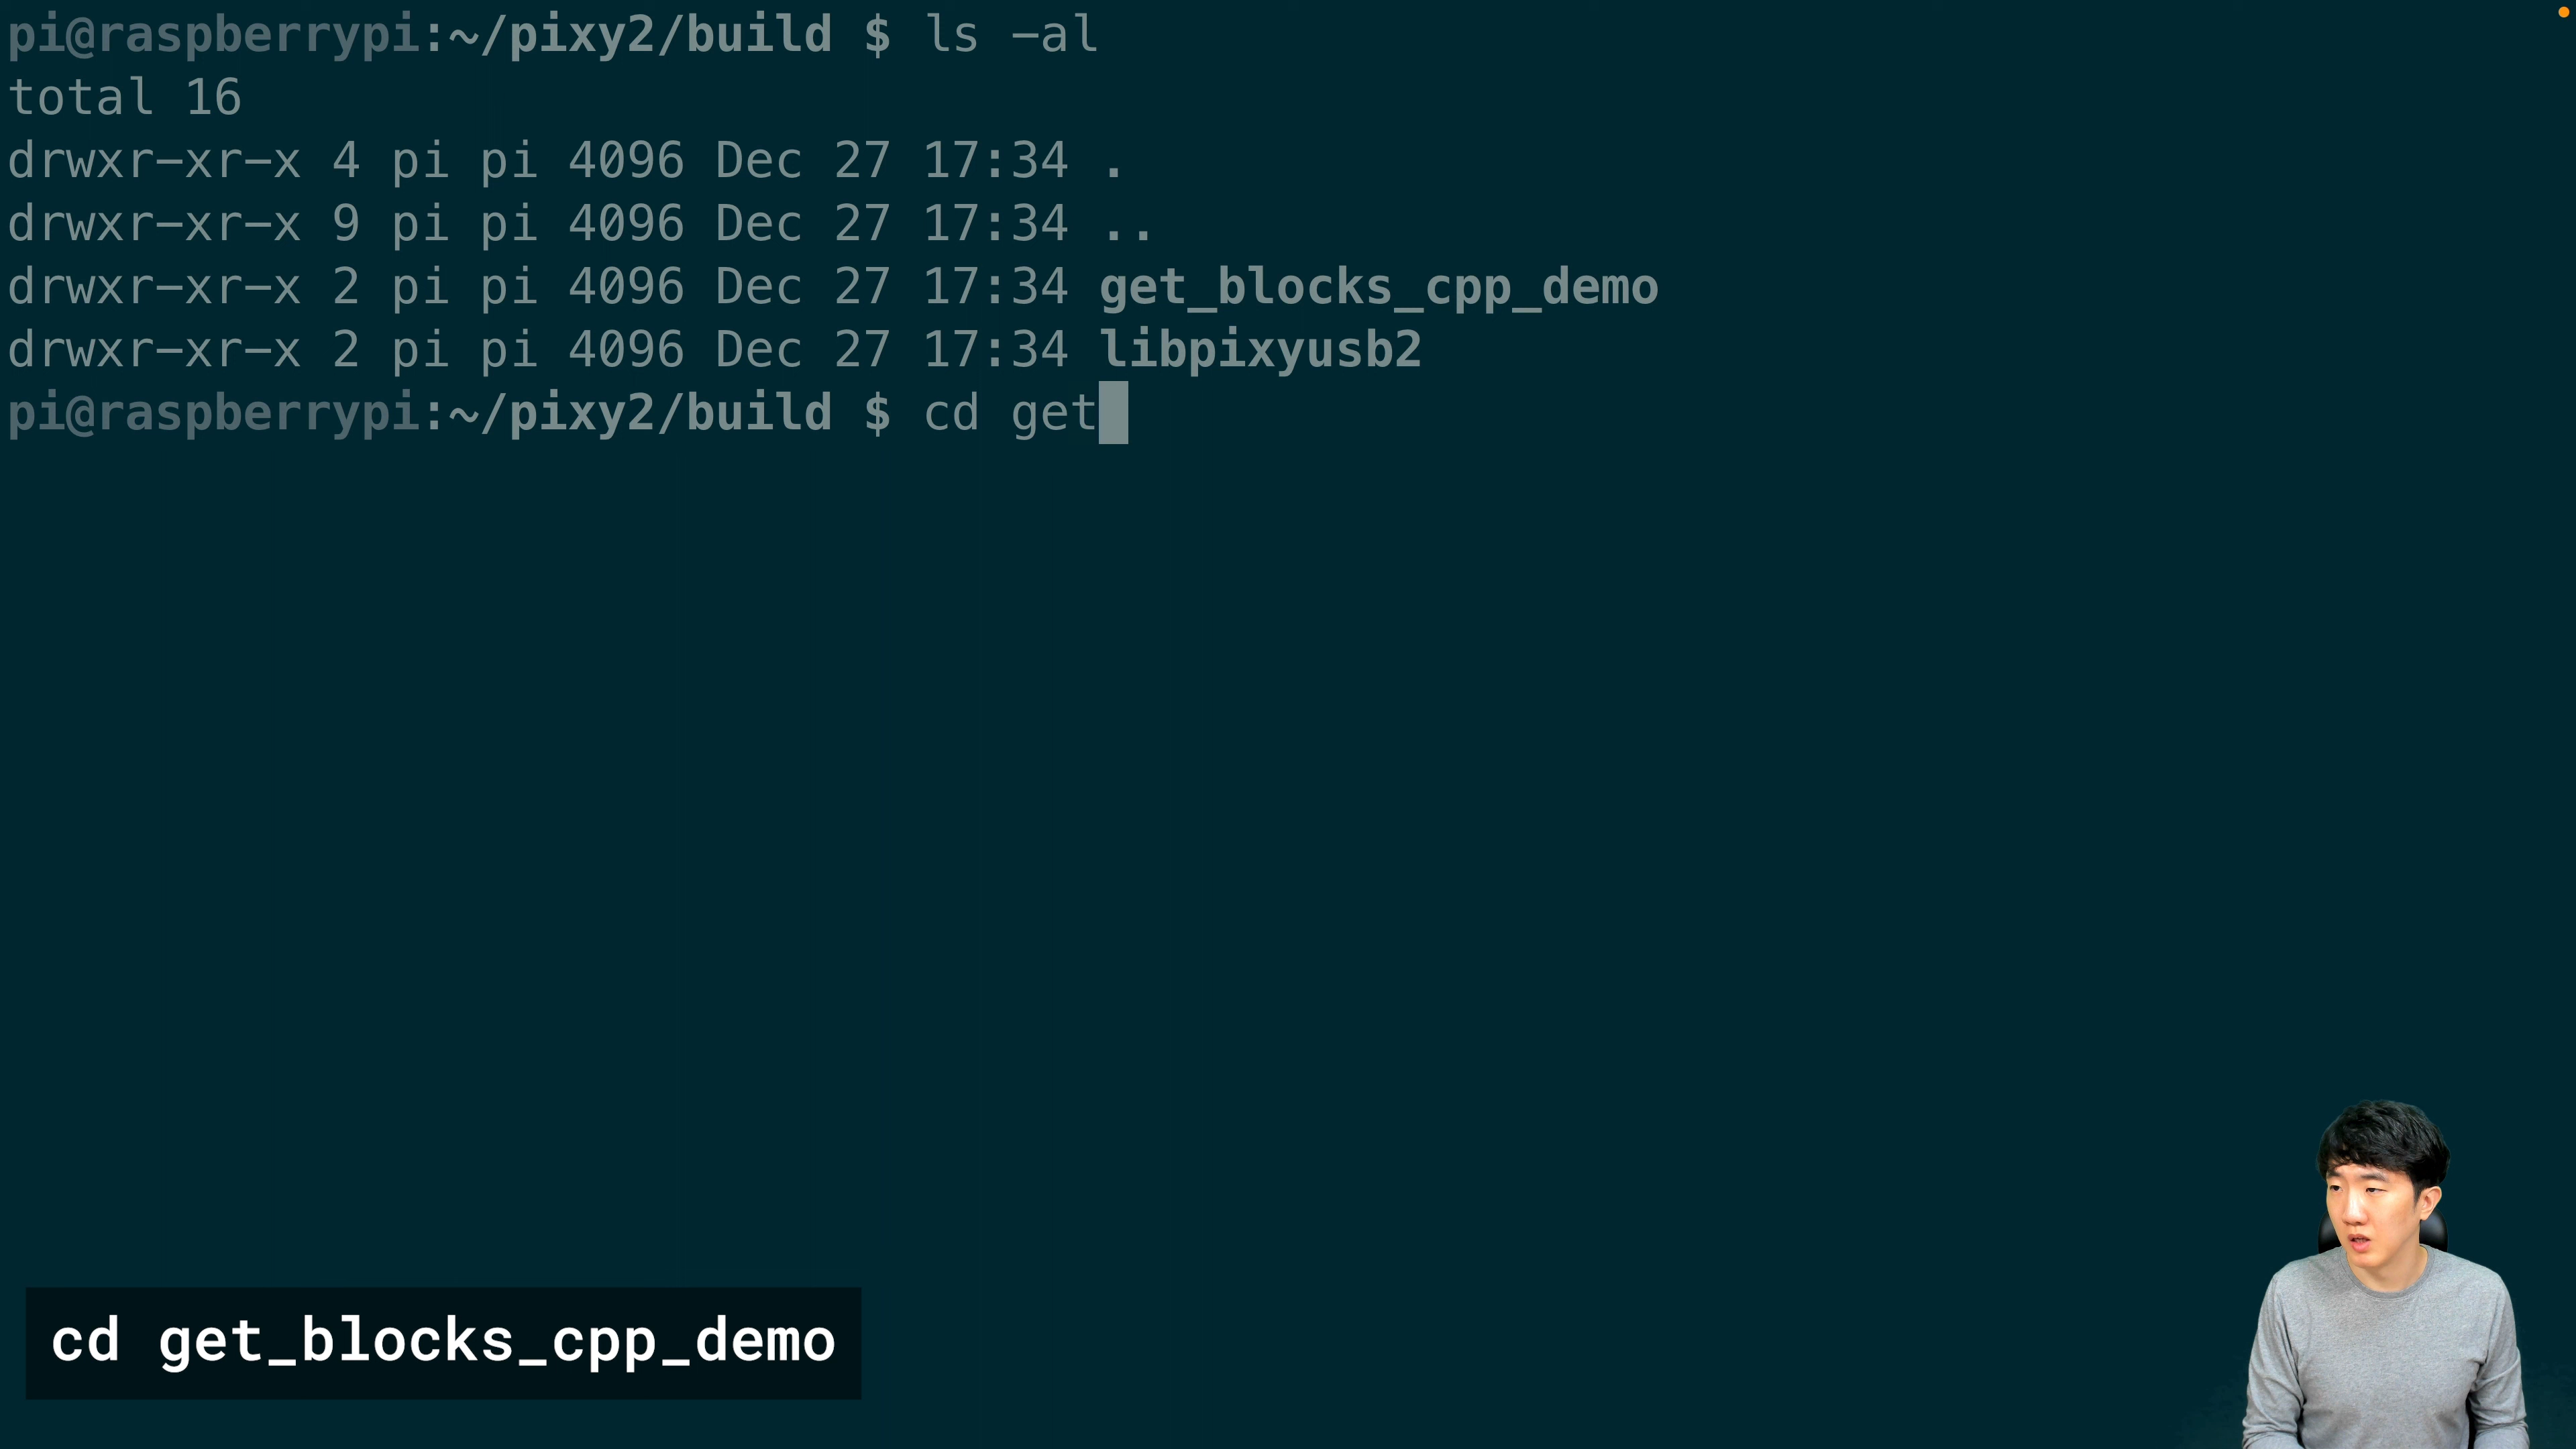 pi@raspberrypi:~/pixy2/build $ ls -al
total 16
drwxr-xr-x 4 pi pi 4096 Dec 27 17:34 .
drwxr-xr-x 9 pi pi 4096 Dec 27 17:34 ..
drwxr-xr-x 2 pi pi 4096 Dec 27 17:34 get_blocks_cpp_demo
drwxr-xr-x 2 pi pi 4096 Dec 27 17:34 libpixyusb2
pi@raspberrypi:~/pixy2/build $ cd get
cd get_blocks_cpp_demo